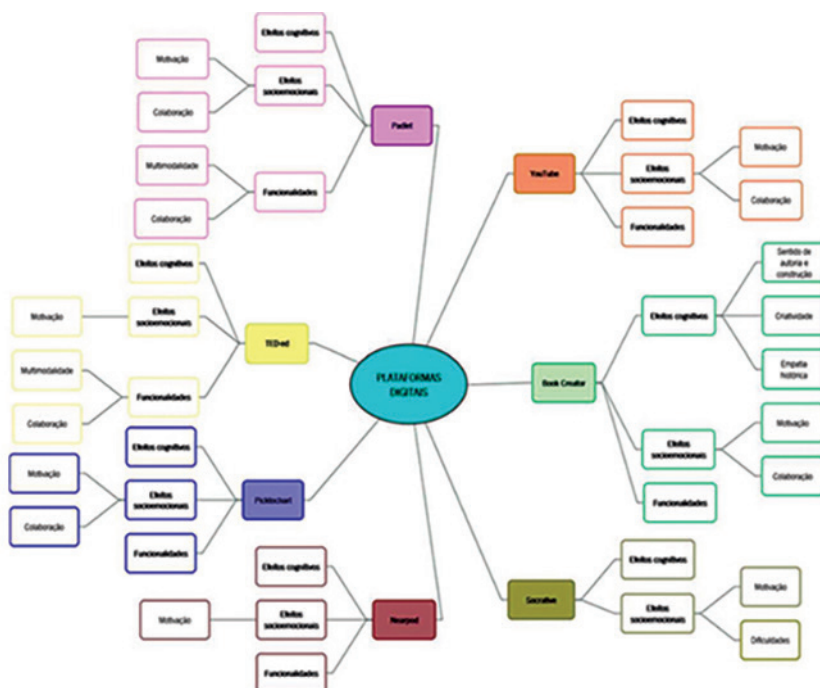 PLATAFORMAS
DIGITAIS
Padlet
Efeitos cognitivos
Efeitos
socioemocionais
Motivação
Colaboração
Funcionalidades
Multimodalidade
Colaboração
TED-ed
Efeitos cognitivos
Efeitos
socioemocionais
Motivação
Funcionalidades
Multimodalidade
Colaboração
Picktochart
Efeitos cognitivos
Efeitos
socioemocionais
Motivação
Colaboração
Funcionalidades
Nearpod
Efeitos cognitivos
Efeitos
socioemocionais
Motivação
Funcionalidades
YouTube
Efeitos cognitivos
Efeitos
socioemocionais
Motivação
Colaboração
Funcionalidades
Book Creator
Efeitos cognitivos
Sentido de
autoria e
construção
Criatividade
Empatia
histórica
Efeitos
socioemocionais
Motivação
Colaboração
Funcionalidades
Socrative
Efeitos cognitivos
Efeitos
socioemocionais
Motivação
Dificuldades